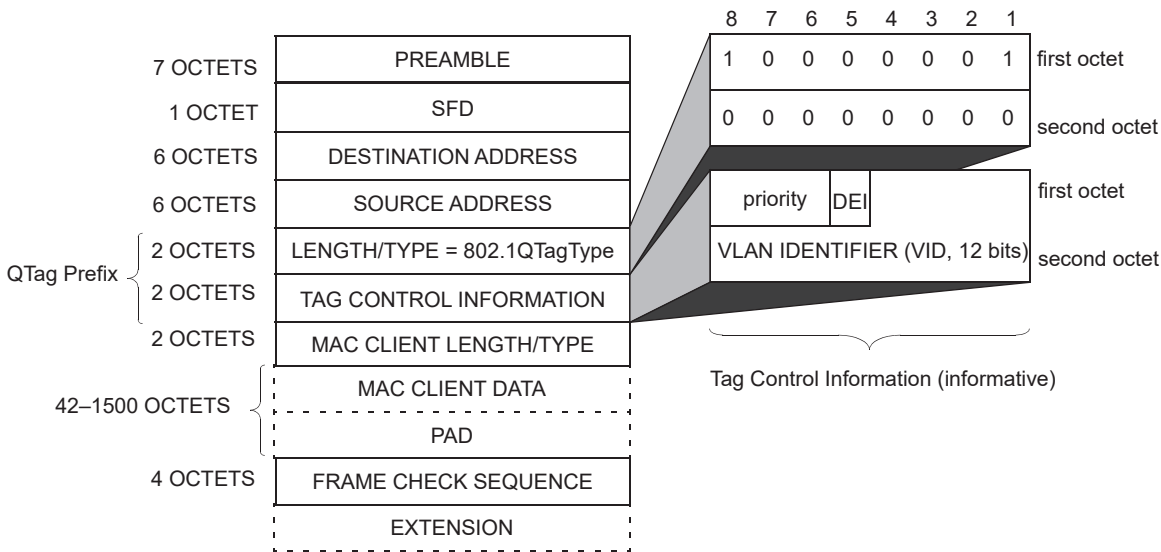 8 7 6 5 4 3 2 1
1 0 0 0 0 0 0 1 first octet
0 0 0 0 0 0 0 0 second octet
priority DEI first octet
VLAN IDENTIFIER (VID, 12 bits) second octet
Tag Control Information (informative)
7 OCTETS PREAMBLE
1 OCTET SFD
6 OCTETS DESTINATION ADDRESS
6 OCTETS SOURCE ADDRESS
QTag Prefix
2 OCTETS LENGTH/TYPE = 802.1QTagType
2 OCTETS TAG CONTROL INFORMATION
2 OCTETS MAC CLIENT LENGTH/TYPE
42–1500 OCTETS
MAC CLIENT DATA
PAD
4 OCTETS FRAME CHECK SEQUENCE
EXTENSION